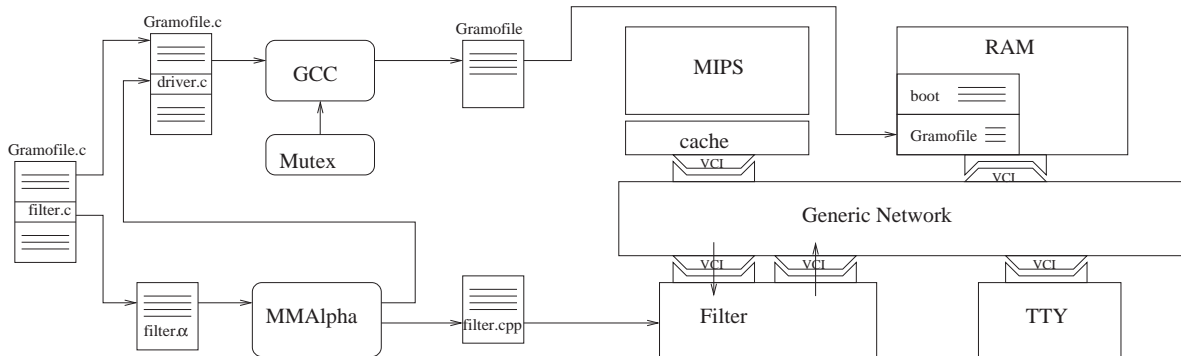 Gramofile.c
Gramofile
RAM
GCC
MIPS
driver.c
boot
Gramofile
cache
Mutex
Gramofile.c
VCI
VCI
filter.c
Generic Network
VCI
VCI
VCI
MMAlpha
filter.α
filter.cpp
Filter
TTY